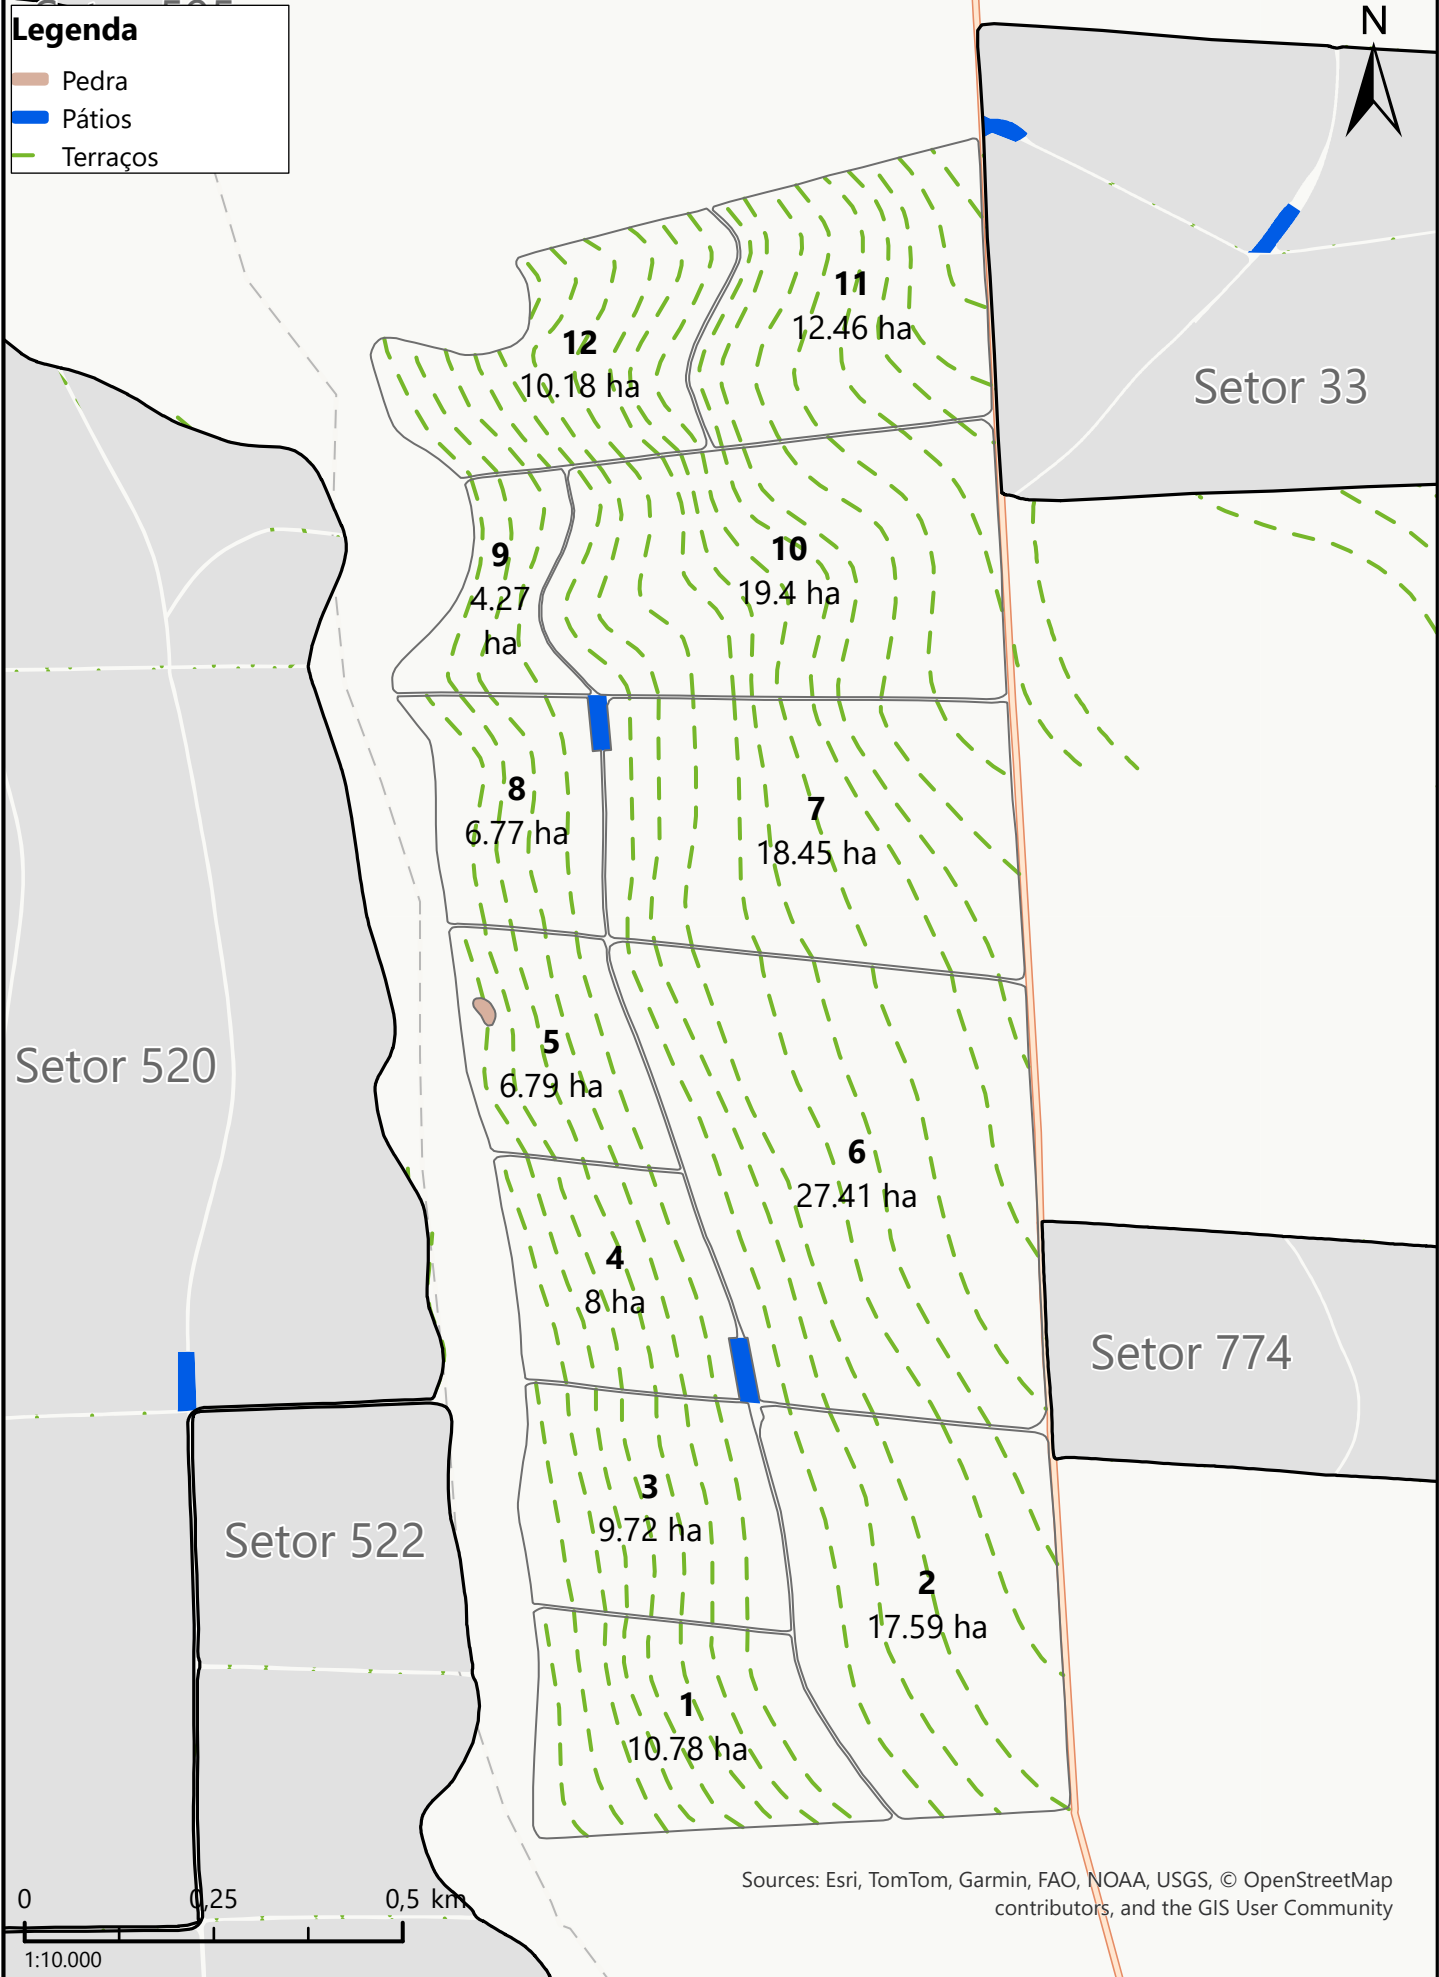 Legenda
Pedra
Pátios
Terraços
N
11
12.46 ha
12
10.18 ha
Setor 33
9
4.27
ha
10
19.4 ha
8
6.77 ha
7
18.45 ha
Setor 520
5
6.79 ha
6
27.41 ha
4
8 ha
Setor 774
3
9.72 ha
Setor 522
2
17.59 ha
1
10.78 ha
Sources: Esri, TomTom, Garmin, FAO, NOAA, USGS, © OpenStreetMap
contributors, and the GIS User Community
0 0,25 0,5 km
1:10.000